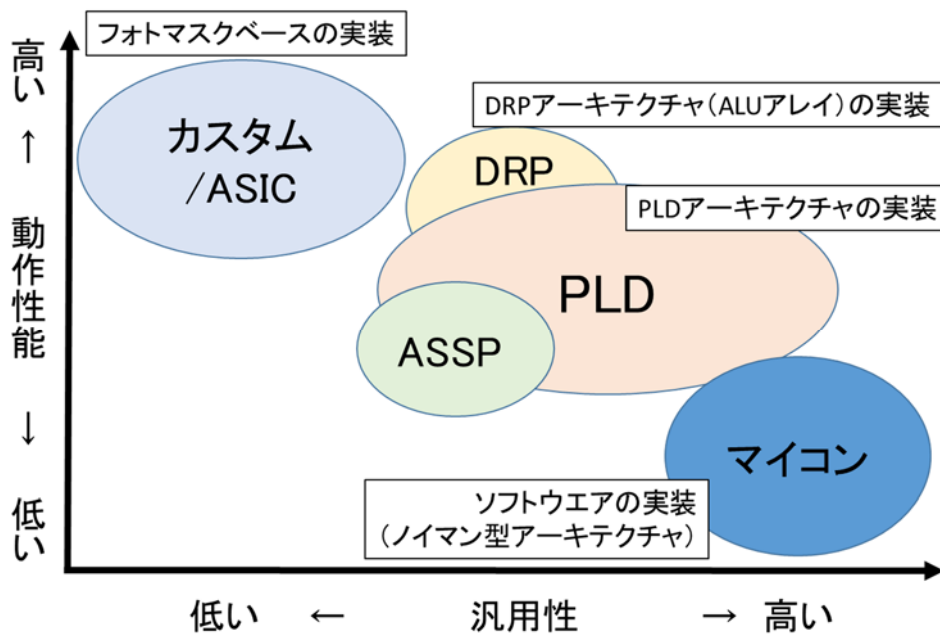 フォトマスクベースの実装
高い ↑ 動作性能 ↓ 低い
カスタム
/ASIC
DRPアーキテクチャ(ALUアレイ)の実装
DRP
PLDアーキテクチャの実装
PLD
ASSP
マイコン
ソフトウエアの実装
(ノイマン型アーキテクチャ)
低い ← 汎用性 → 高い